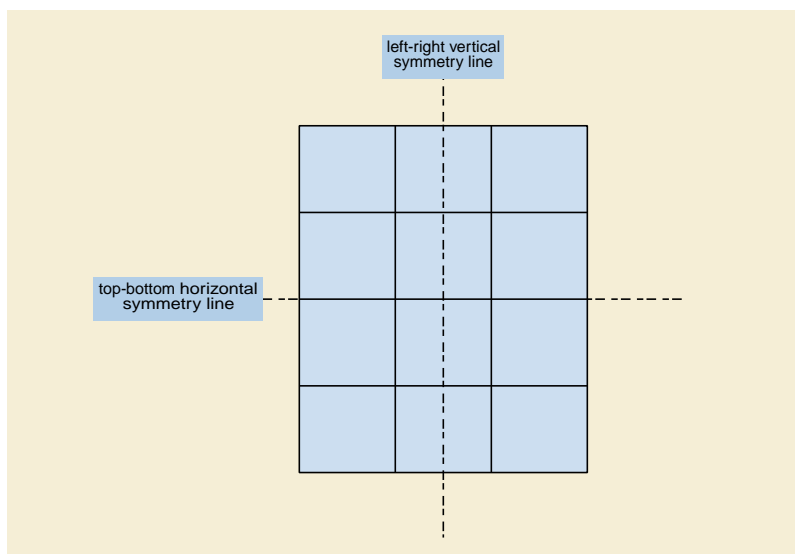 left-right vertical
symmetry line
top-bottom horizontal
symmetry line